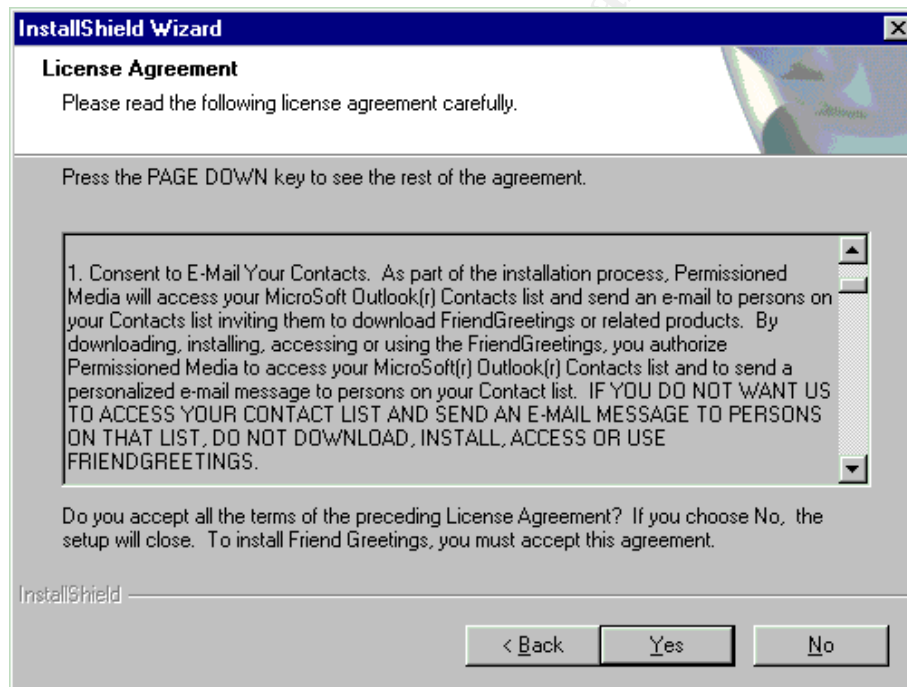 InstallShield Wizard
License Agreement
Please read the following license agreement carefully.
Press the PAGE DOWN key to see the rest of the agreement.
1. Consent to E-Mail Your Contacts.  As part of the installation process, Permissioned
Media will access your MicroSoft Outlook(r) Contacts list and send an e-mail to persons on
your Contacts list inviting them to download FriendGreetings or related products.  By
downloading, installing, accessing or using the FriendGreetings, you authorize
Permissioned Media to access your MicroSoft(r) Outlook(r) Contacts list and to send a
personalized e-mail message to persons on your Contact list.  IF YOU DO NOT WANT US
TO ACCESS YOUR CONTACT LIST AND SEND AN E-MAIL MESSAGE TO PERSONS
ON THAT LIST, DO NOT DOWNLOAD, INSTALL, ACCESS OR USE
FRIENDGREETINGS.
Do you accept all the terms of the preceding License Agreement?  If you choose No,  the
setup will close.  To install Friend Greetings, you must accept this agreement.
InstallShield
< Back
Yes
No